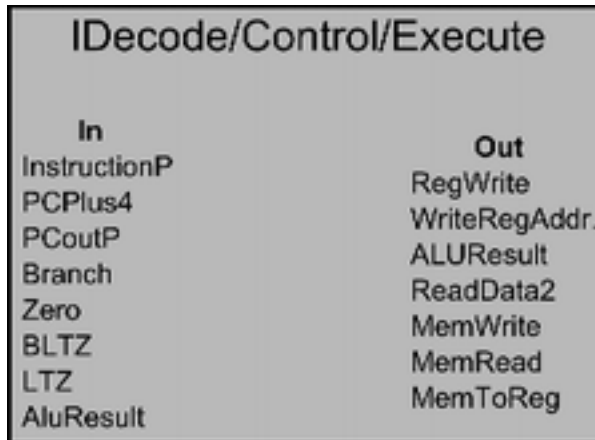 IDecode/Control/Execute
In
InstructionP
PCPlus4
PCoutP
Branch
Zero
BLTZ
LTZ
AluResult
Out
RegWrite
WriteRegAddr.
ALUResult
ReadData2
MemWrite
MemRead
MemToReg